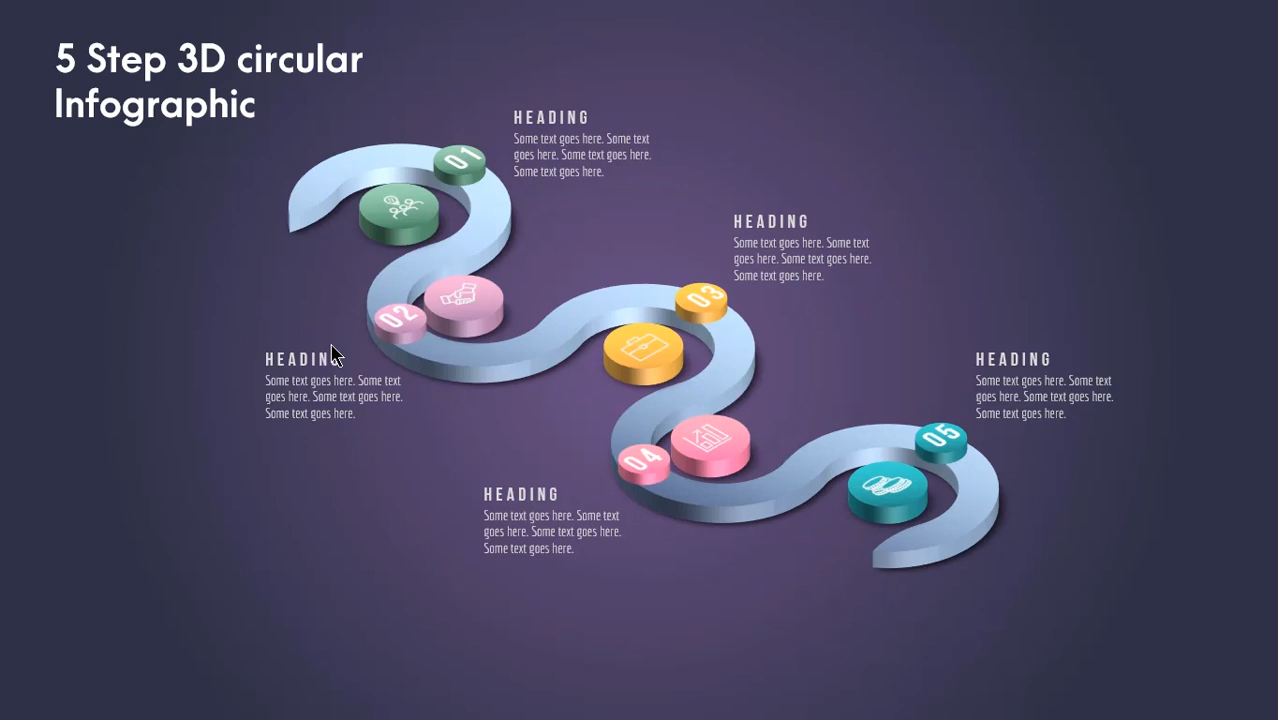 5 Step 3D circular
Infographic
HEADING
Some text goes here. Some text
goes here. Some text goes here.
Some text goes here.
01
HEADING
Some text goes here. Some text
goes here. Some text goes here.
Some text goes here.
03
02
HEADING
Some text goes here. Some text
goes here. Some text goes here.
Some text goes here.
HEADING
Some text goes here. Some text
goes here. Some text goes here.
Some text goes here.
05
04
HEADING
Some text goes here. Some text
goes here. Some text goes here.
Some text goes here.